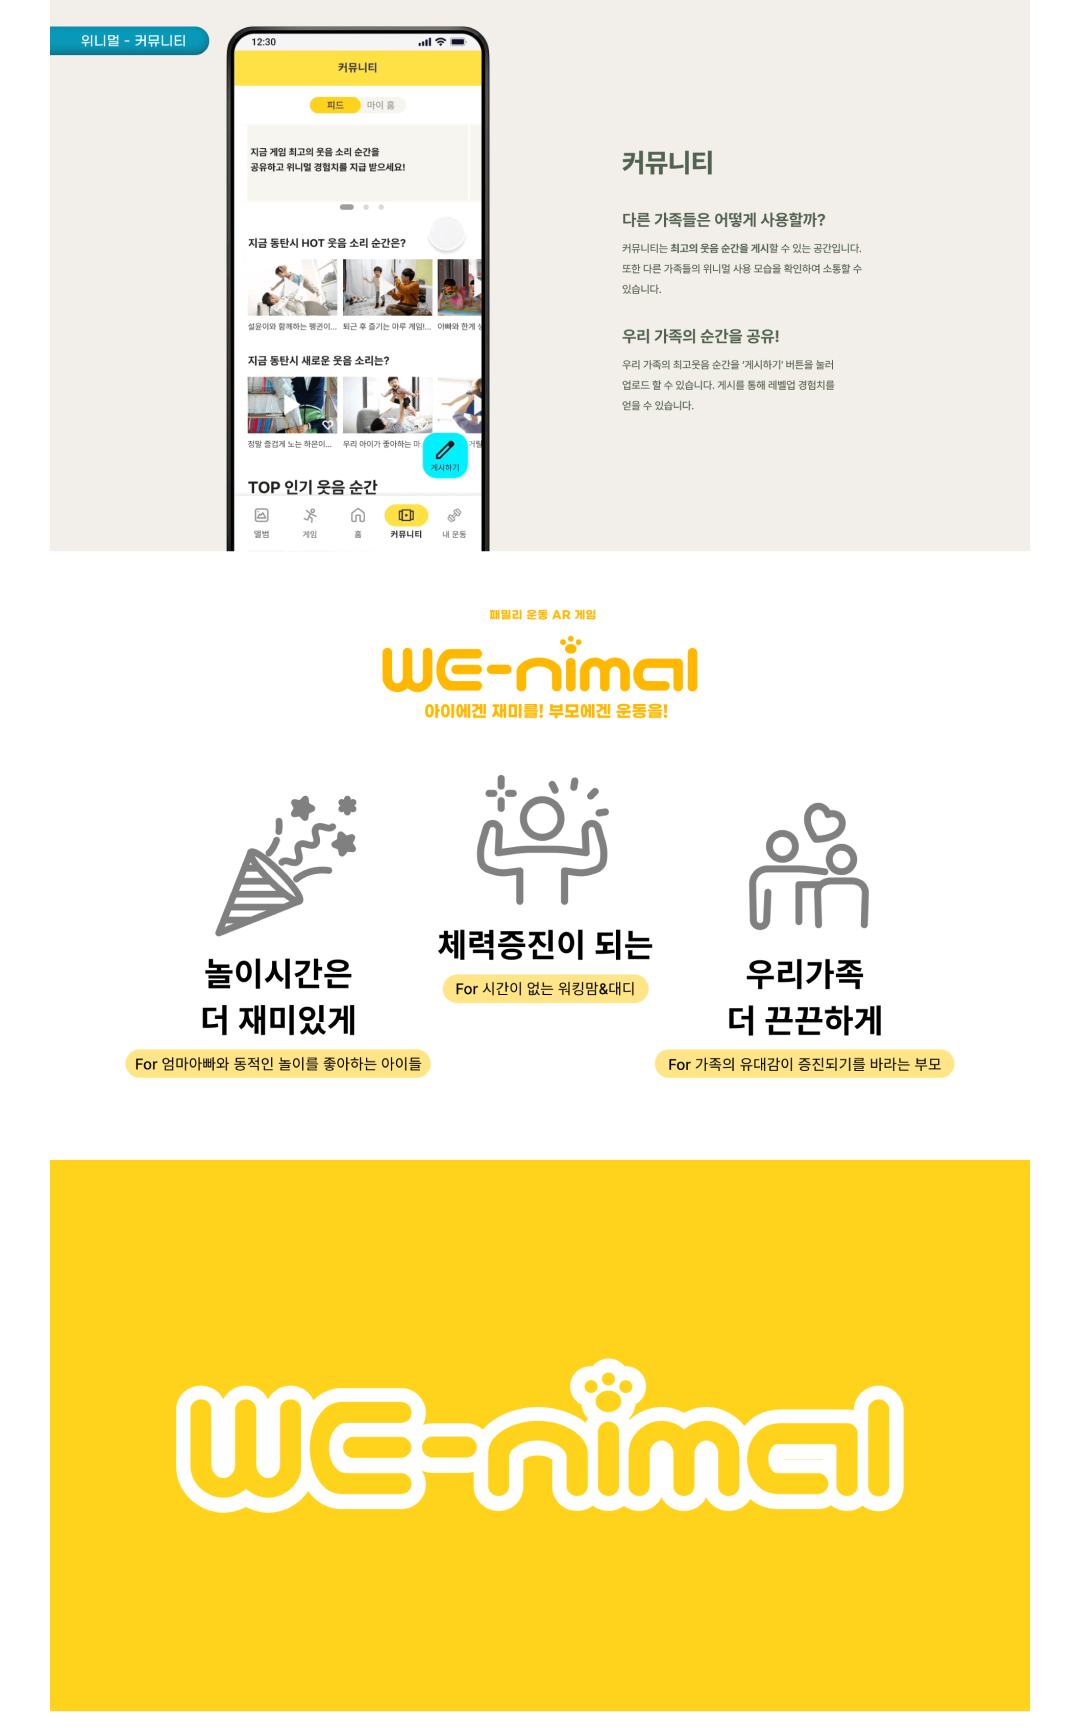 위니멀 - 커뮤니티
12:30
커뮤니티
피드 마이 홈
지금 게임 최고의 웃음 소리 순간을
공유하고 위니멀 경험치를 지급 받으세요!
지금 동탄시 HOT 웃음 소리 순간은?
설윤이와 함께하는 펭귄이... 퇴근 후 즐기는 마루 게임!... 아빠와 한게
지금 동탄시 새로운 웃음 소리는?
정말 즐겁게 노는 하은이... 우리 아이가 좋아하는 마
게시하기
TOP 인기 웃음 순간
앨범 게임 홈 커뮤니티 내 운동
커뮤니티
다른 가족들은 어떻게 사용할까?
커뮤니티는 최고의 웃음 순간을 게시할 수 있는 공간입니다.
또한 다른 가족들의 위니멀 사용 모습을 확인하여 소통할 수
있습니다.
우리 가족의 순간을 공유!
우리 가족의 최고웃음 순간을 '게시하기' 버튼을 눌러
업로드 할 수 있습니다. 게시를 통해 레벨업 경험치를
얻을 수 있습니다.
패밀리 운동 AR 게임
WE-nimal
아이에겐 재미를! 부모에겐 운동을!
놀이시간은
더 재미있게
For 엄마아빠와 동적인 놀이를 좋아하는 아이들
체력증진이 되는
For 시간이 없는 워킹맘&대디
우리가족
더 끈끈하게
For 가족의 유대감이 증진되기를 바라는 부모
WE-nimal